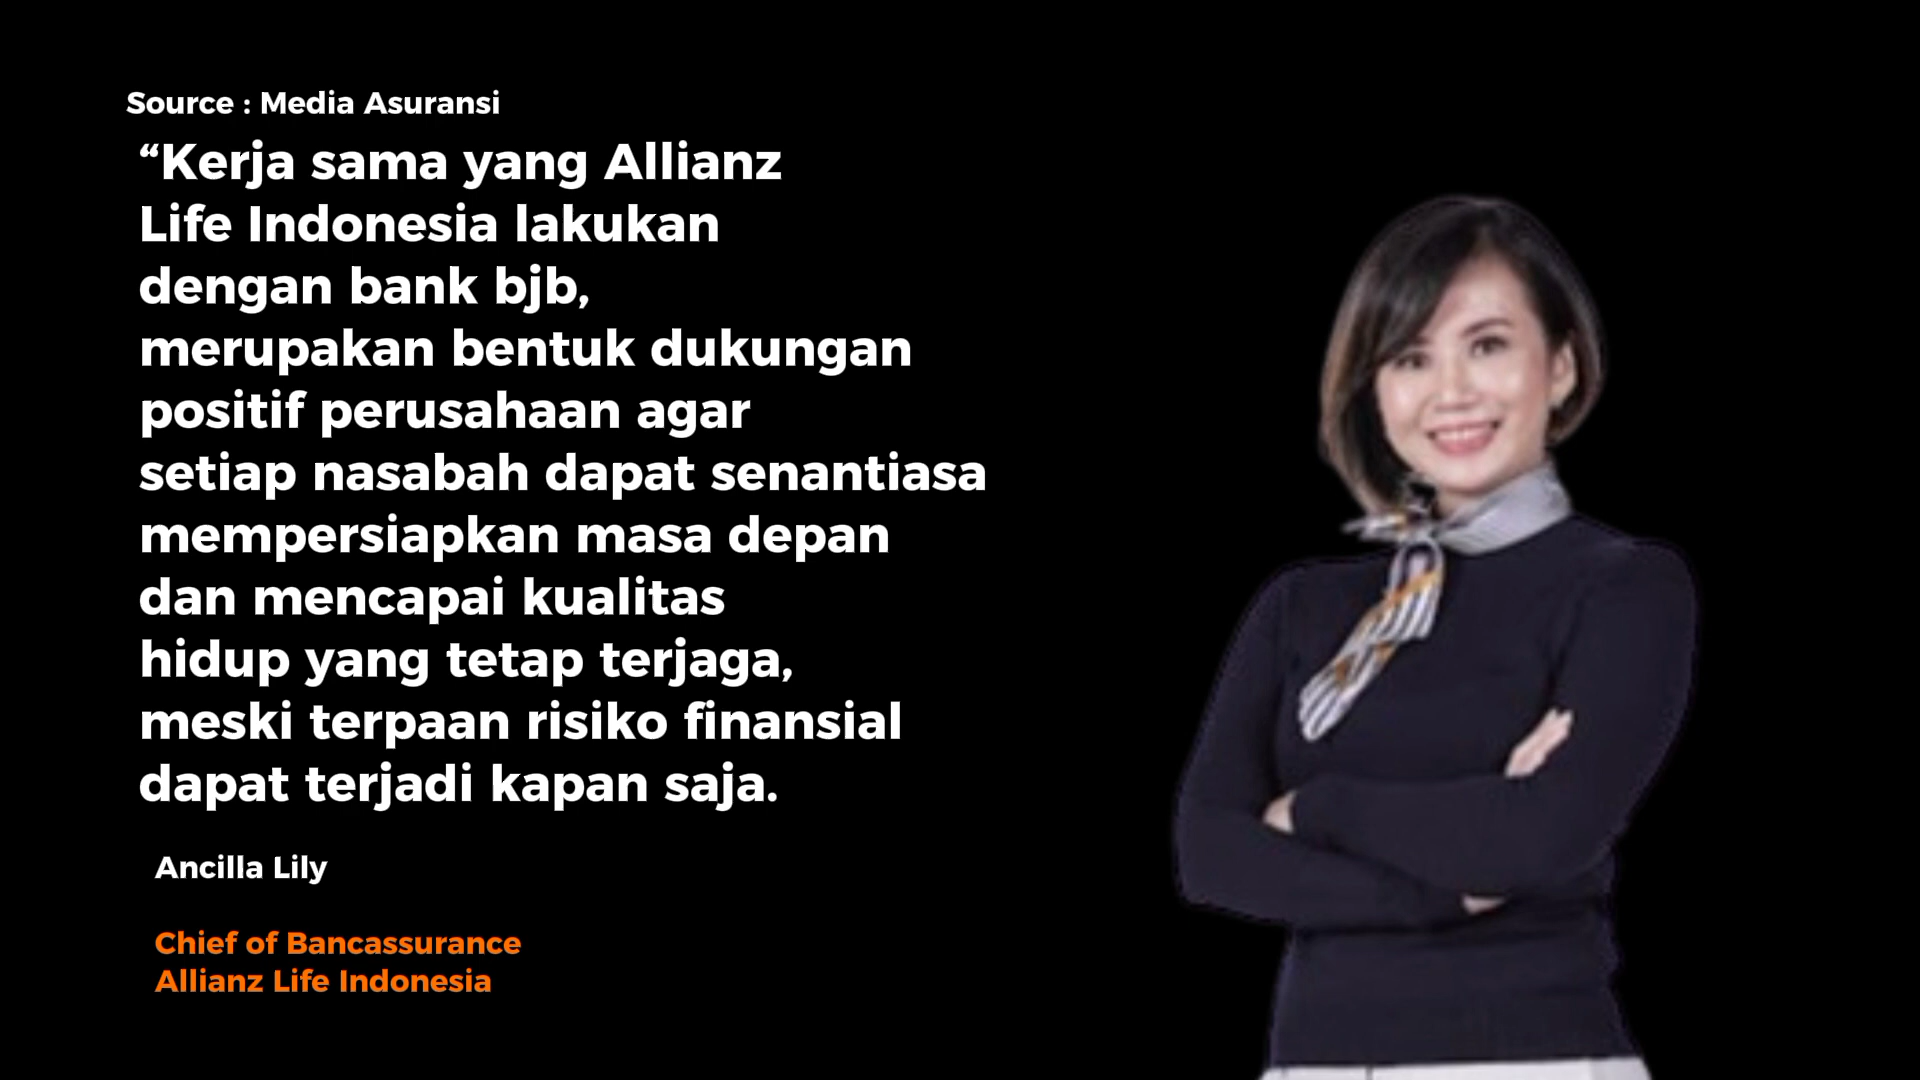 Source : Media Asuransi
“Kerja sama yang Allianz
Life Indonesia lakukan
dengan bank bjb,
merupakan bentuk dukungan
positif perusahaan agar
setiap nasabah dapat senantiasa
mempersiapkan masa depan
dan mencapai kualitas
hidup yang tetap terjaga,
meski terpaan risiko finansial
dapat terjadi kapan saja.
Ancilla Lily
Chief of Bancassurance
Allianz Life Indonesia